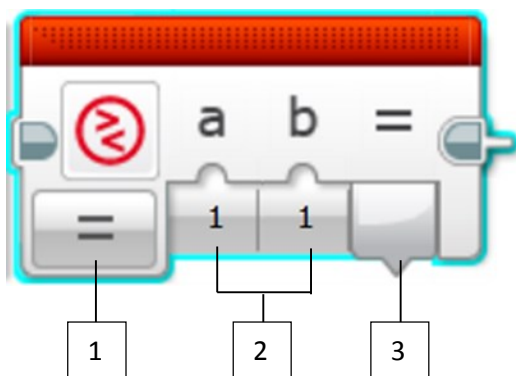 a b =
= 1 1
1 2 3